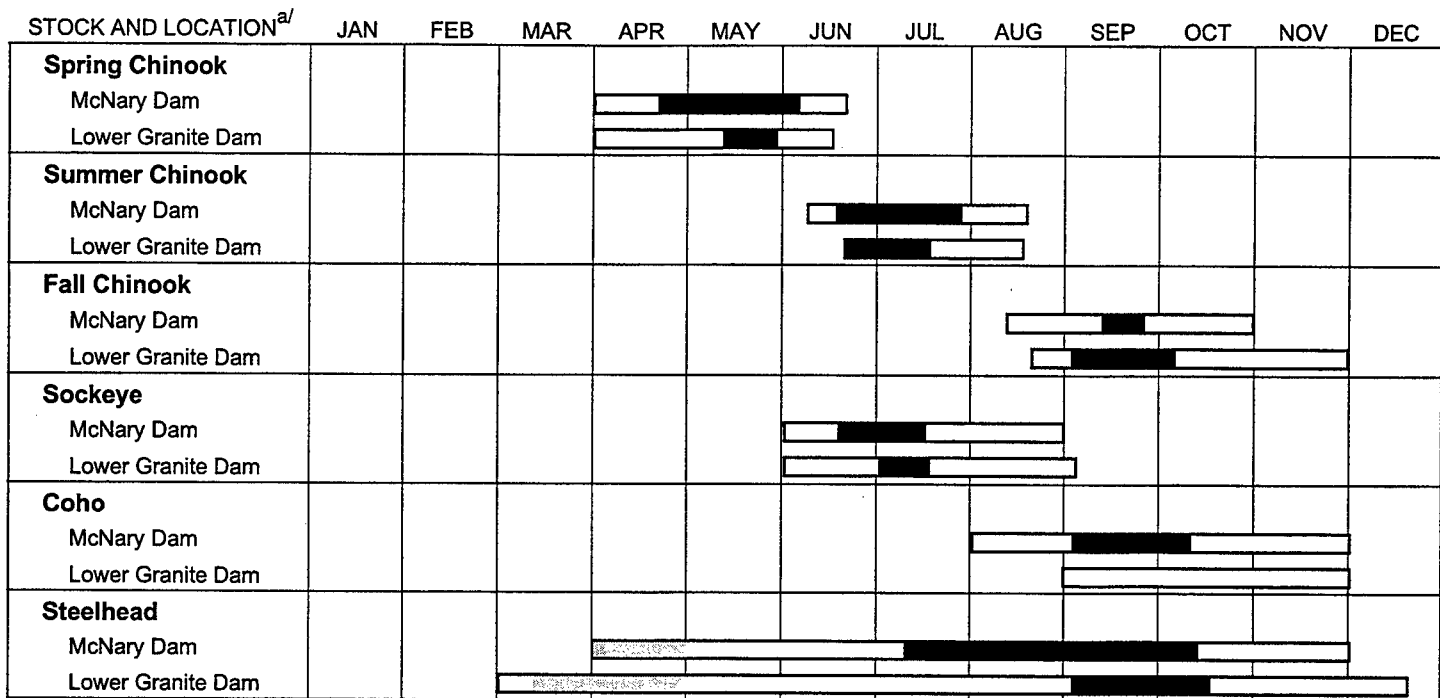 STOCK AND LOCATION a/ JAN FEB MAR APR MAY JUN JUL AUG SEP OCT NOV DEC
Spring Chinook
McNary Dam
Lower Granite Dam
Summer Chinook
McNary Dam
Lower Granite Dam
Fall Chinook
McNary Dam
Lower Granite Dam
Sockeye
McNary Dam
Lower Granite Dam
Coho
McNary Dam
Lower Granite Dam
Steelhead
McNary Dam
Lower Granite Dam